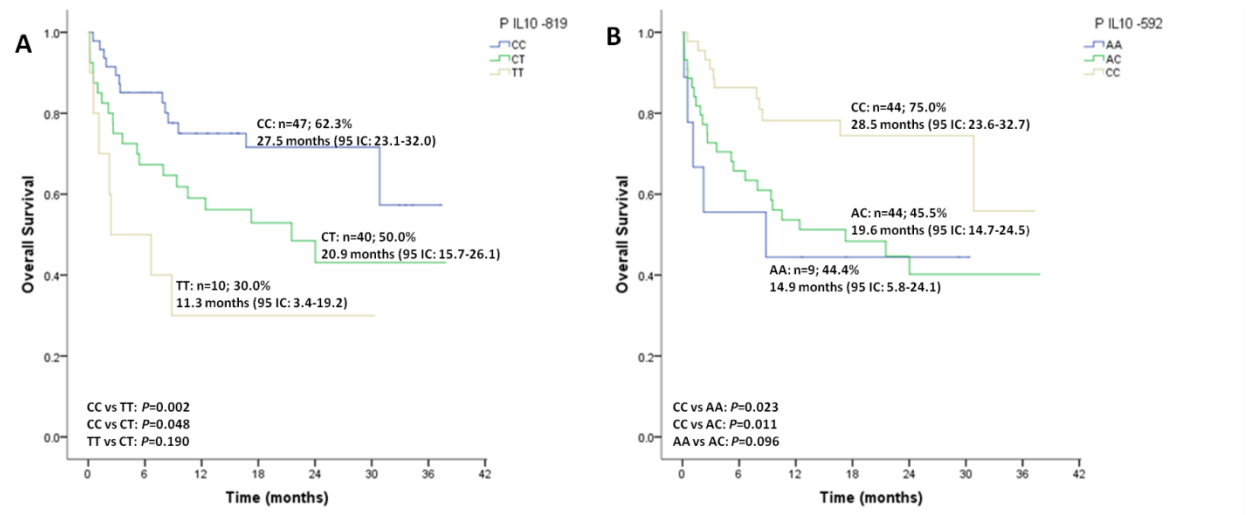 A
P IL10 -819
CC
CT
TT
Overall Survival
1.0
0.8
0.6
0.4
0.2
0.0
CC: n=47; 62.3%
27.5 months (95 IC: 23.1-32.0)
CT: n=40; 50.0%
20.9 months (95 IC: 15.7-26.1)
TT: n=10; 30.0%
11.3 months (95 IC: 3.4-19.2)
CC vs TT: P=0.002
CC vs CT: P=0.048
TT vs CT: P=0.190
0 6 12 18 24 30 36 42
Time (months)
B
P IL10 -592
AA
AC
CC
Overall Survival
1.0
0.8
0.6
0.4
0.2
0.0
CC: n=44; 75.0%
28.5 months (95 IC: 23.6-32.7)
AC: n=44; 45.5%
19.6 months (95 IC: 14.7-24.5)
AA: n=9; 44.4%
14.9 months (95 IC: 5.8-24.1)
CC vs AA: P=0.023
CC vs AC: P=0.011
AA vs AC: P=0.096
0 6 12 18 24 30 36 42
Time (months)